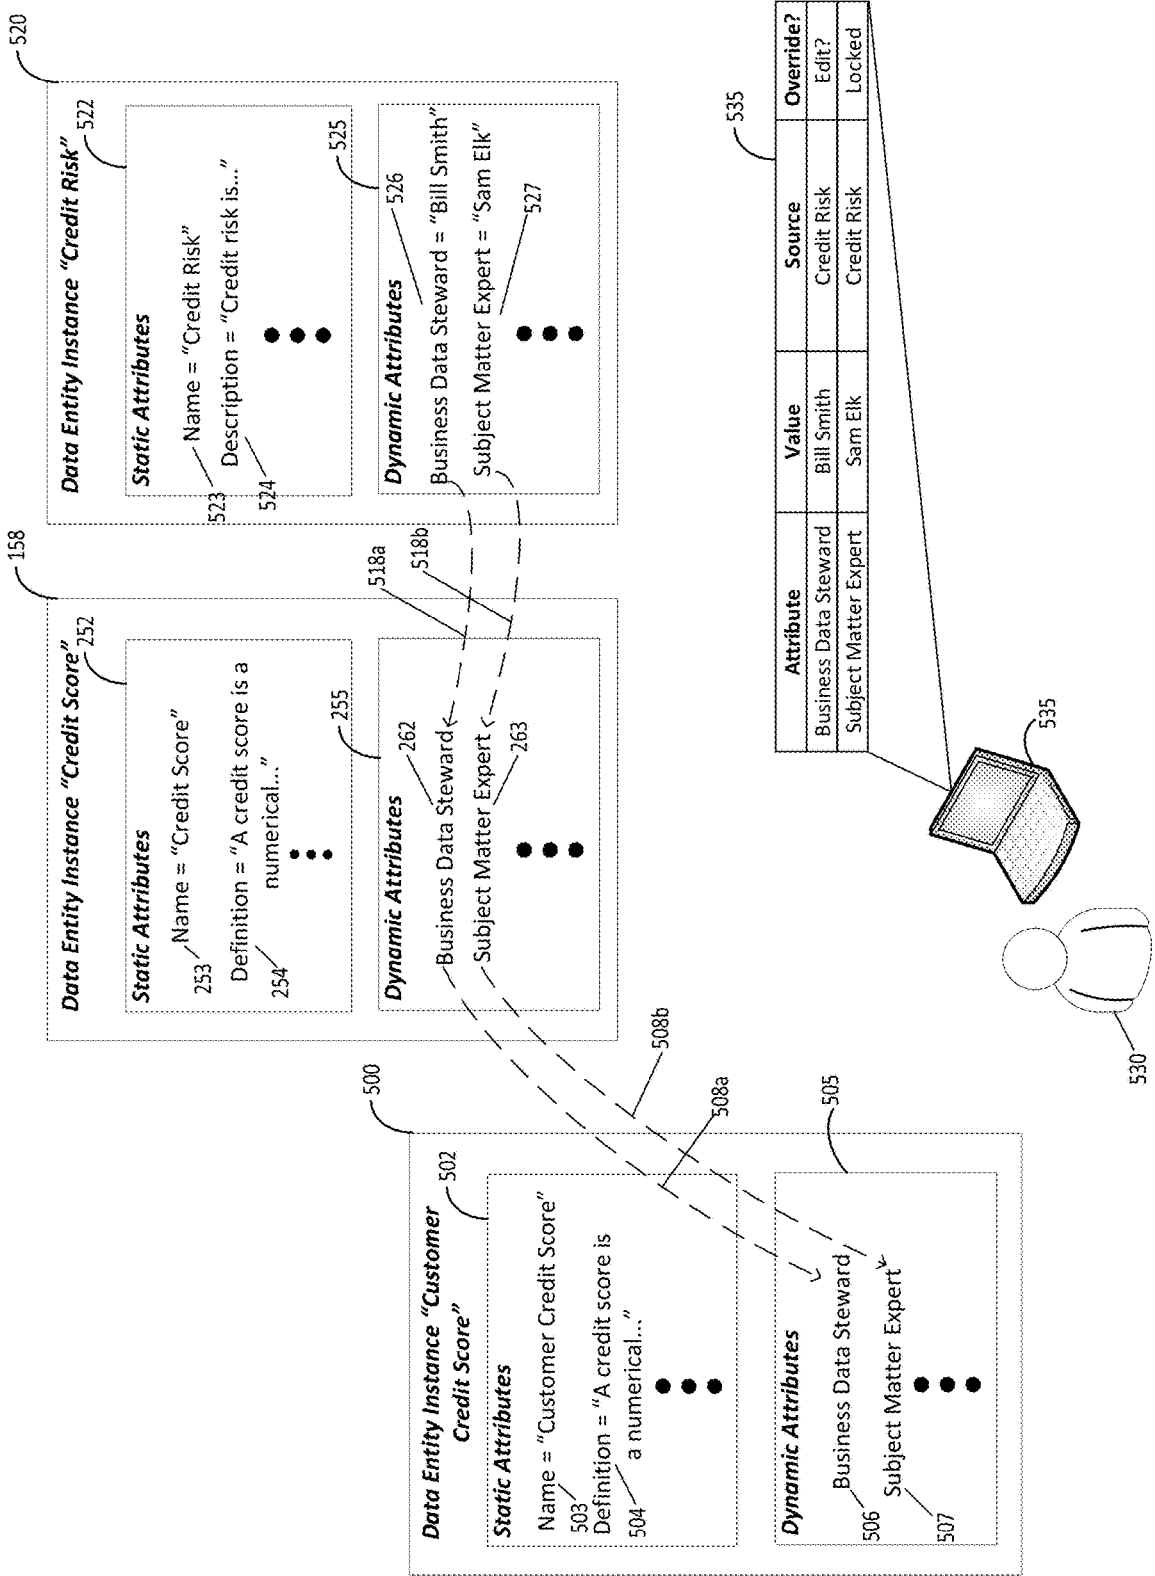 Data Entity Instance “Customer
Credit Score”
500
502
Static Attributes
Name = “Customer Credit Score”
503
Definition = “A credit score is
a numerical...”
504
505
Dynamic Attributes
Business Data Steward
506
Subject Matter Expert
507
508a
508b
Data Entity Instance “Credit Score”
158
252
Static Attributes
Name = “Credit Score”
253
Definition = “A credit score is a
numerical...”
254
255
Dynamic Attributes
262
Business Data Steward
Subject Matter Expert
263
518a
518b
Data Entity Instance “Credit Risk”
520
522
Static Attributes
Name = “Credit Risk”
523
Description = “Credit risk is...”
524
525
Dynamic Attributes
526
Business Data Steward = “Bill Smith”
Subject Matter Expert = “Sam Elk”
527
535
Attribute Value Source Override?
Business Data Steward Bill Smith Credit Risk Edit?
Subject Matter Expert Sam Elk Credit Risk Locked
535
530